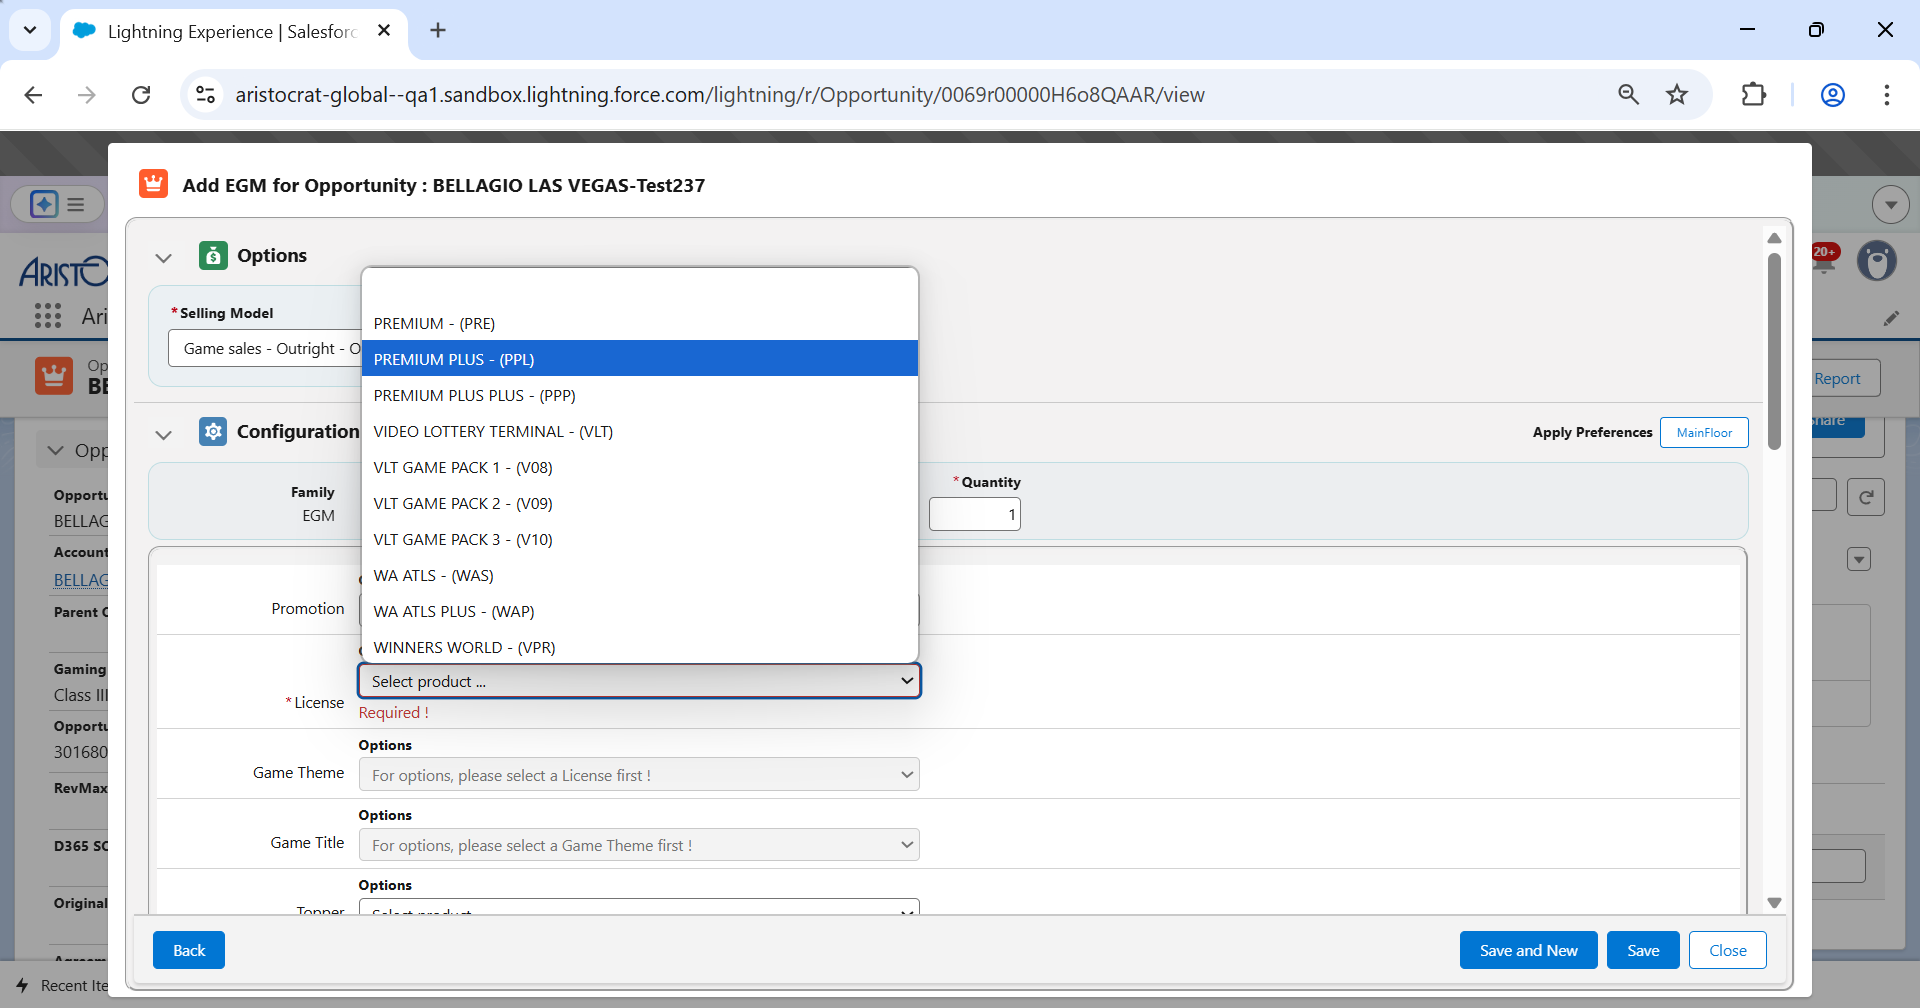 Lightning Experience | Salesforc
aristocrat-global--qa1.sandbox.lightning.force.com/lightning/r/Opportunity/0069r00000H6o8QAAR/view
Add EGM for Opportunity : BELLAGIO LAS VEGAS-Test237
Options
* Selling Model
Game sales - Outright - O
PREMIUM - (PRE)
PREMIUM PLUS - (PPL)
PREMIUM PLUS PLUS - (PPP)
VIDEO LOTTERY TERMINAL - (VLT)
VLT GAME PACK 1 - (V08)
VLT GAME PACK 2 - (V09)
VLT GAME PACK 3 - (V10)
WA ATLS - (WAS)
WA ATLS PLUS - (WAP)
WINNERS WORLD - (VPR)
Configuration
Apply Preferences
MainFloor
Family
EGM
* Quantity
1
Promotion
Select product ...
* License
Required !
Options
Game Theme
For options, please select a License first !
Options
Game Title
For options, please select a Game Theme first !
Options
Topper
Select product
Back
Save and New
Save
Close
ARISTO
Ari
20+
Op
BE
Report
Share
Opp
Opportu
BELLAG
Account
BELLAG
Parent C
Gaming
Class III
Opportu
301680
RevMax
D365 SO
Original
Agreem
Recent Ite